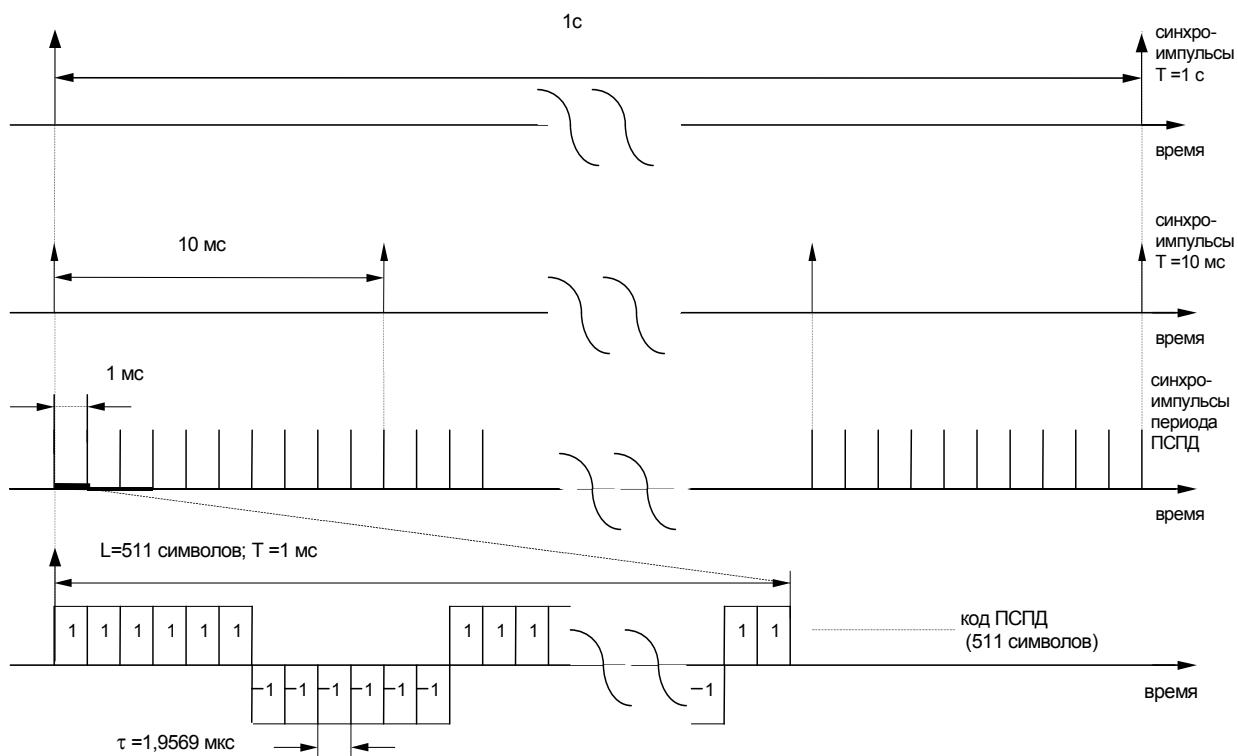 1с
синхро-
импульсы
Т =1 с
время
синхро-
импульсы
Т =10 мс
10 мс
время
1 мс
синхро-
импульсы
периода
ПСПД
время
L=511 символов; Т =1 мс
1 1 1 1 1 1 1 1 1 1 1
код ПСПД
(511 символов)
−1 −1 −1 −1 −1 −1 −1
время
τ =1,9569 мкс